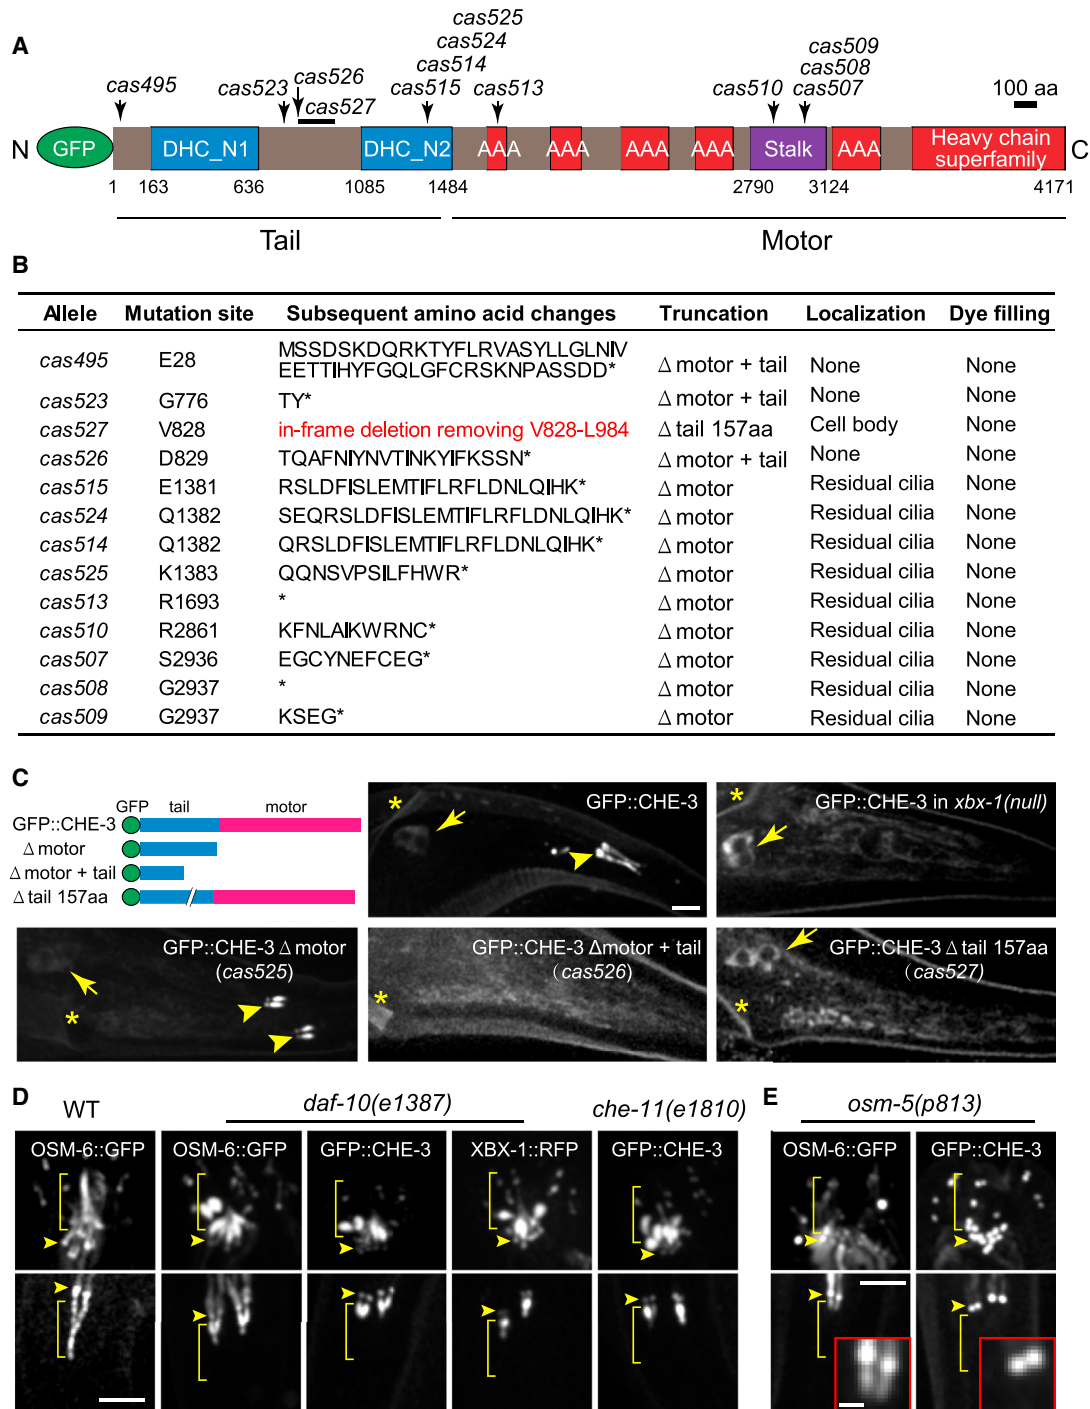 A
cas525
cas524
cas514
cas515
cas495
cas523
cas526
cas527
cas513
cas509
cas508
cas507
cas510
100 aa
N
GFP
DHC_N1
DHC_N2
AAA
AAA
AAA
AAA
Stalk
AAA
Heavy chain
superfamily
C
1
163
636
1085
1484
2790
3124
4171
Tail
Motor
B
Allele Mutation site Subsequent amino acid changes Truncation Localization Dye filling
cas495 E28 MSSDSKDQRKTYFLRVASYLLGLNIV
EETTIHYFGQLGFCRSKNPASSDD* Δ motor + tail None None
cas523 G776 TY* Δ motor + tail None None
cas527 V828 in-frame deletion removing V828-L984 Δ tail 157aa Cell body None
cas526 D829 TQAFNIYNVTINKYIFKSSN* Δ motor + tail None None
cas515 E1381 RSLDFISLEMTIFLRFLDNLQIHK* Δ motor Residual cilia None
cas524 Q1382 SEQRSLDFISLEMTIFLRFLDNLQIHK* Δ motor Residual cilia None
cas514 Q1382 QRSLDFISLEMTIFLRFLDNLQIHK* Δ motor Residual cilia None
cas525 K1383 QQNSVPSILFHWR* Δ motor Residual cilia None
cas513 R1693 * Δ motor Residual cilia None
cas510 R2861 KFNLAIKWRNC* Δ motor Residual cilia None
cas507 S2936 EGCYNEFCEG* Δ motor Residual cilia None
cas508 G2937 * Δ motor Residual cilia None
cas509 G2937 KSEG* Δ motor Residual cilia None
C
GFP tail motor
GFP::CHE-3
Δ motor
Δ motor + tail
Δ tail 157aa
*
GFP::CHE-3
*
GFP::CHE-3 in xbx-1(null)
GFP::CHE-3 Δ motor
(cas525)
*
GFP::CHE-3 Δmotor + tail
(cas526)
*
GFP::CHE-3 Δ tail 157aa
(cas527)
*
D
WT
daf-10(e1387)
che-11(e1810)
OSM-6::GFP
OSM-6::GFP
GFP::CHE-3
XBX-1::RFP
GFP::CHE-3
E
osm-5(p813)
OSM-6::GFP
GFP::CHE-3